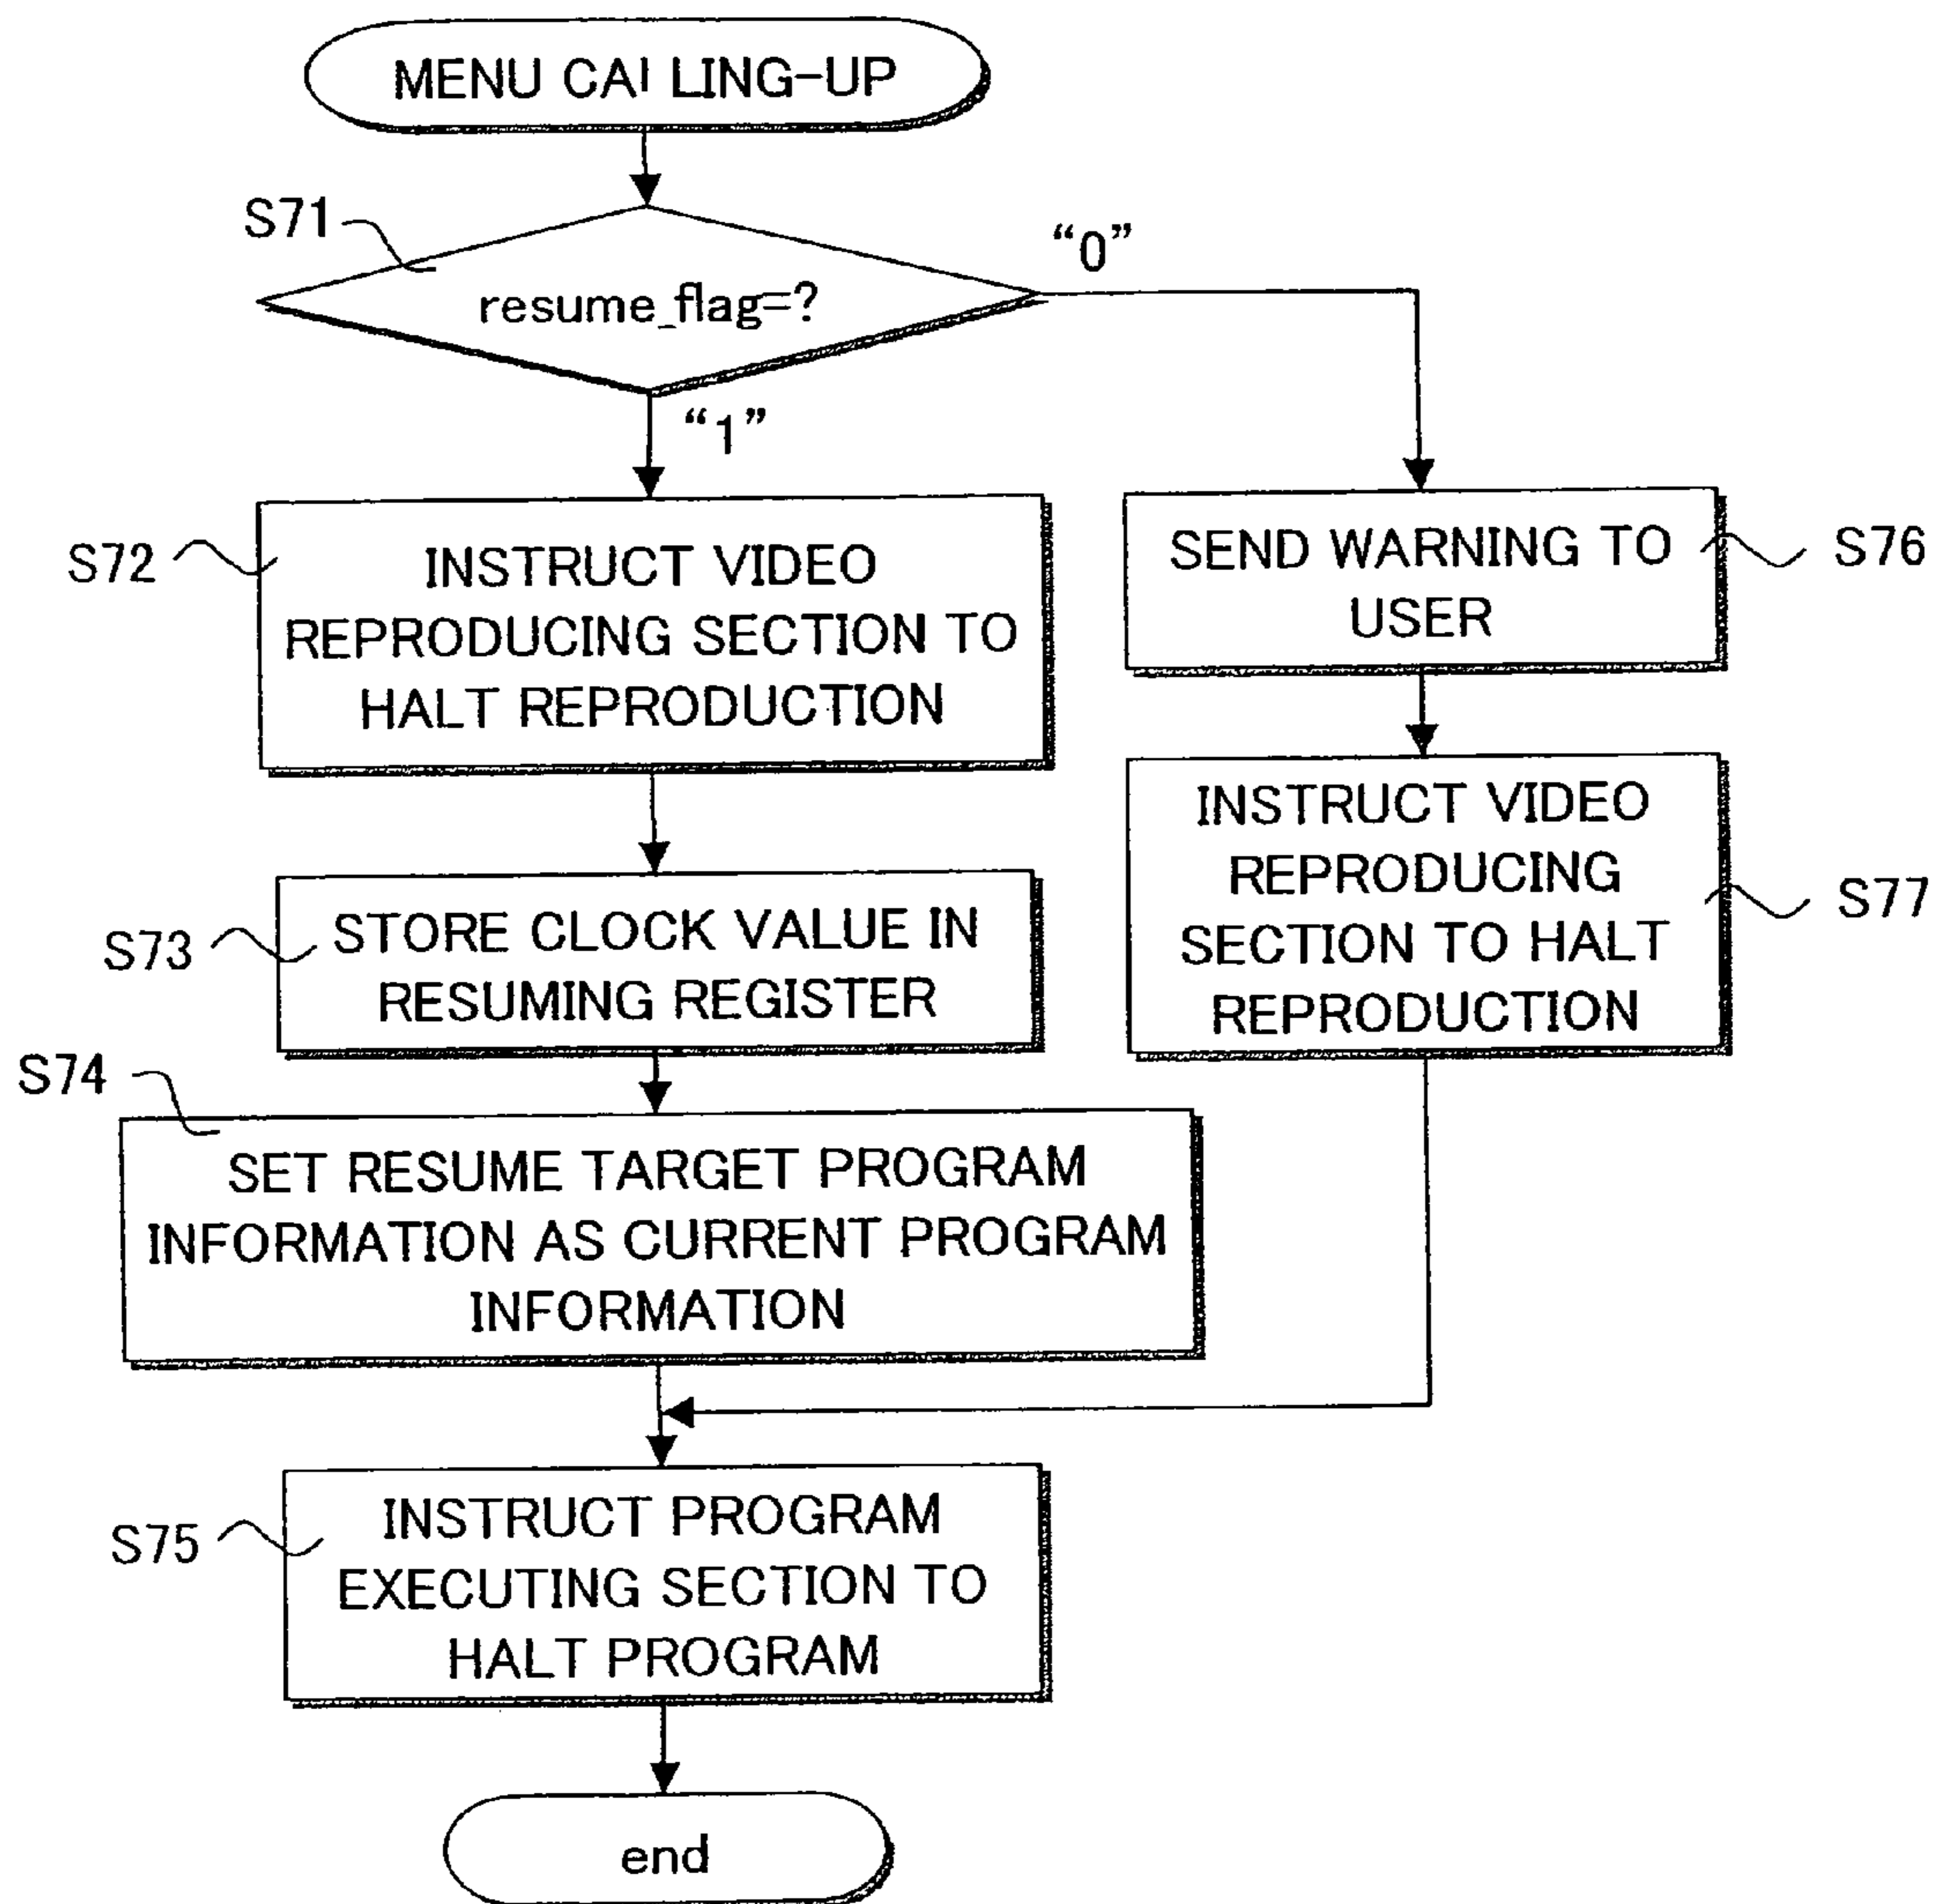 MENU CALLING-UP
S71
resume_flag=?
“0”
“1”
S72
INSTRUCT VIDEO
REPRODUCING SECTION TO
HALT REPRODUCTION
S73
STORE CLOCK VALUE IN
RESUMING REGISTER
S74
SET RESUME TARGET PROGRAM
INFORMATION AS CURRENT PROGRAM
INFORMATION
SEND WARNING TO
USER
S76
INSTRUCT VIDEO
REPRODUCING
SECTION TO HALT
REPRODUCTION
S77
S75
INSTRUCT PROGRAM
EXECUTING SECTION TO
HALT PROGRAM
end